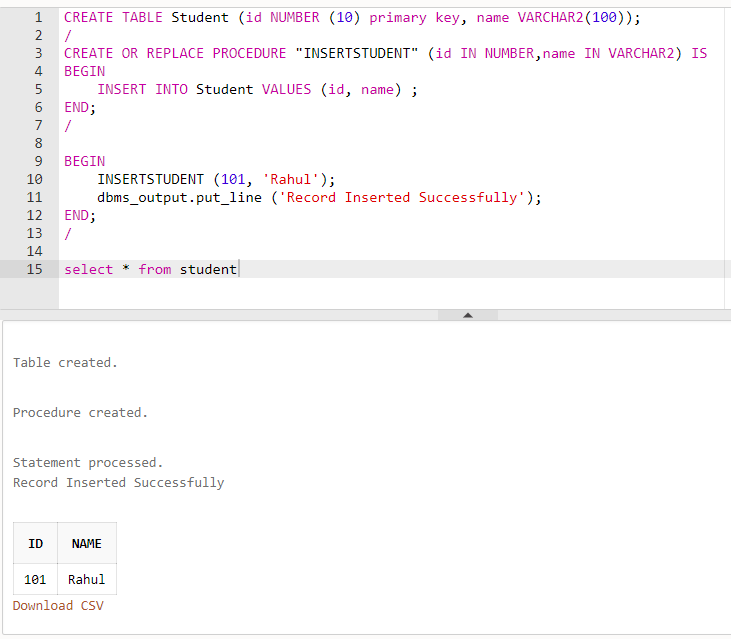 1 CREATE TABLE Student (id NUMBER (10) primary key, name VARCHAR2(100));
2 /
3 CREATE OR REPLACE PROCEDURE "INSERTSTUDENT" (id IN NUMBER,name IN VARCHAR2) IS
4 BEGIN
5     INSERT INTO Student VALUES (id, name) ;
6 END;
7 /
8
9 BEGIN
10     INSERTSTUDENT (101, 'Rahul');
11     dbms_output.put_line ('Record Inserted Successfully');
12 END;
13 /
14
15 select * from student
Table created.
Procedure created.
Statement processed.
Record Inserted Successfully
ID NAME
101 Rahul
Download CSV